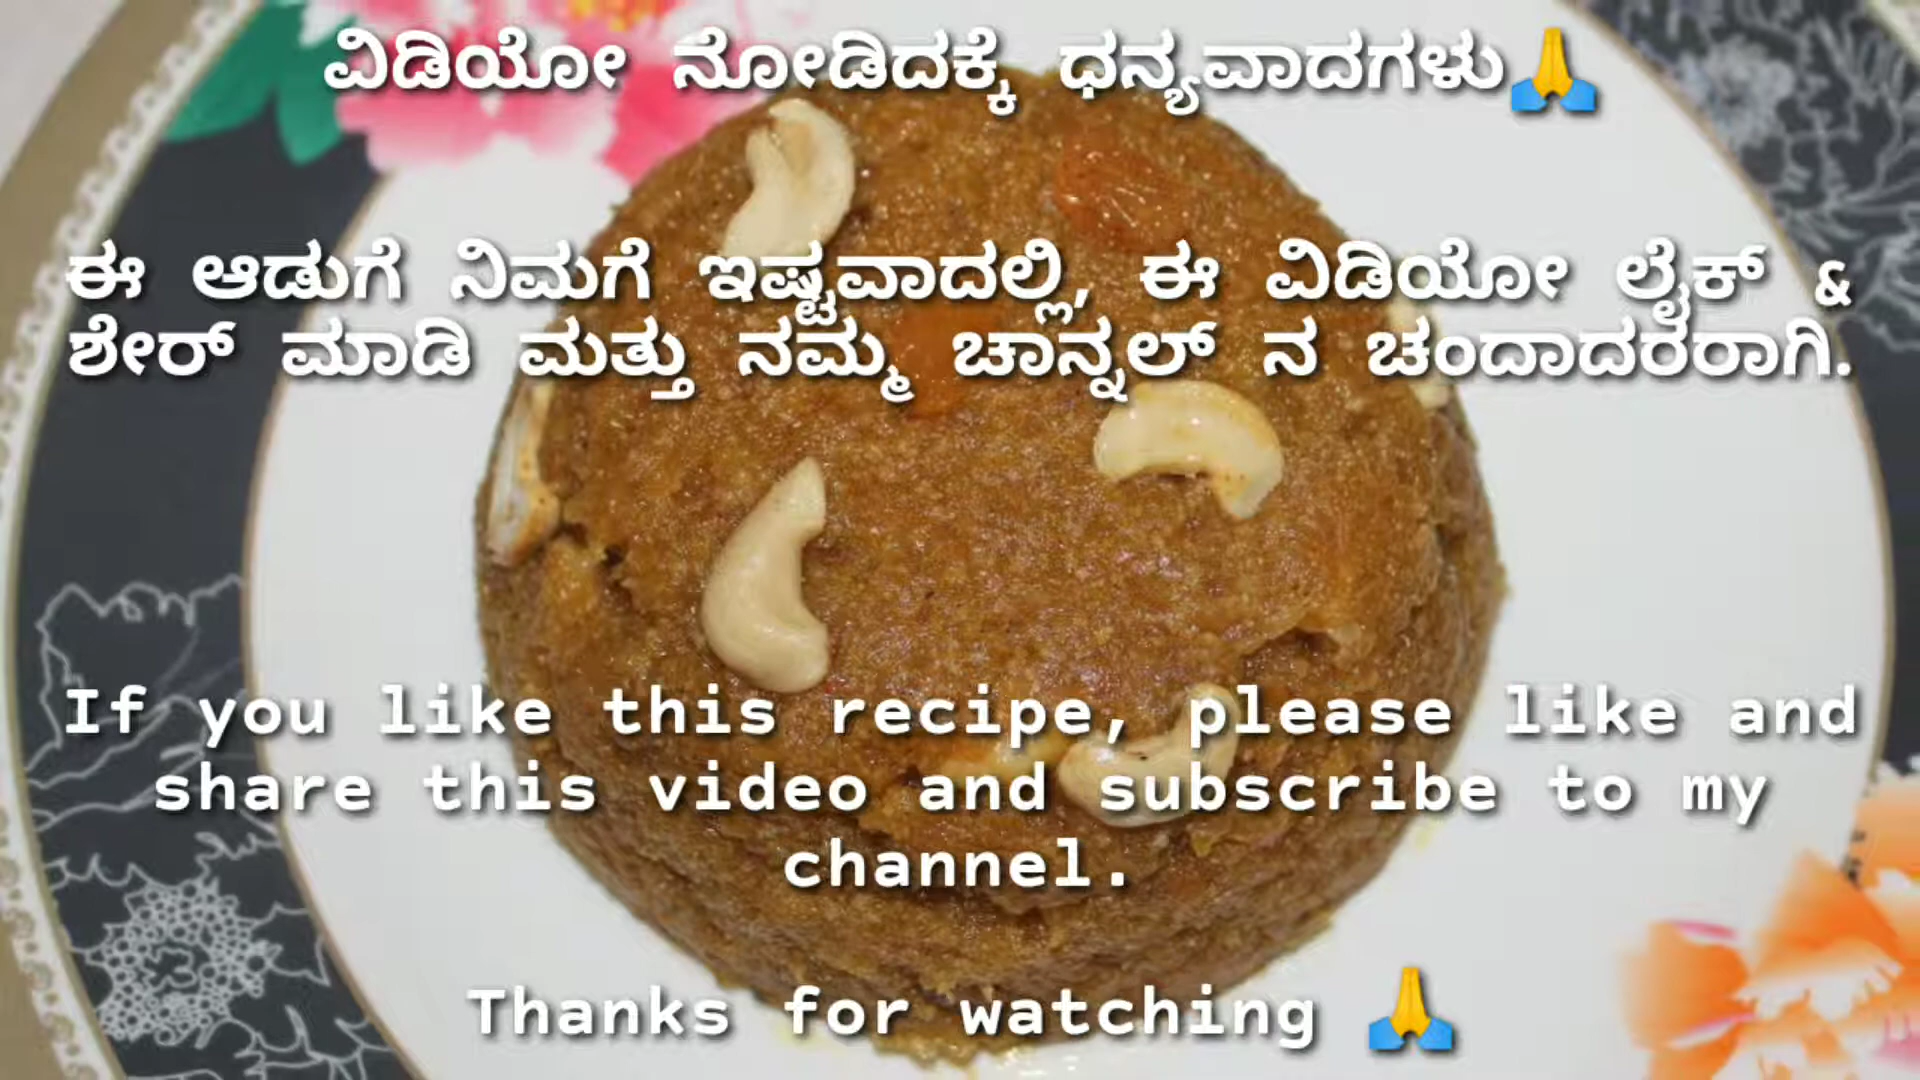 ವಿಡಿಯೋ ನೋಡಿದಕ್ಕೆ ಧನ್ಯವಾದಗಳು🙏
ಈ ಆಡುಗೆ ನಿಮಗೆ ಇಷ್ಟವಾದಲ್ಲಿ, ಈ ವಿಡಿಯೋ ಲೈಕ್ &
ಶೇರ್ ಮಾಡಿ ಮತ್ತು ನಮ್ಮ ಚಾನ್ನಲ್ ನ ಚಂದಾದರರಾಗಿ.
If you like this recipe, please like and
share this video and subscribe to my
channel.
Thanks for watching 🙏